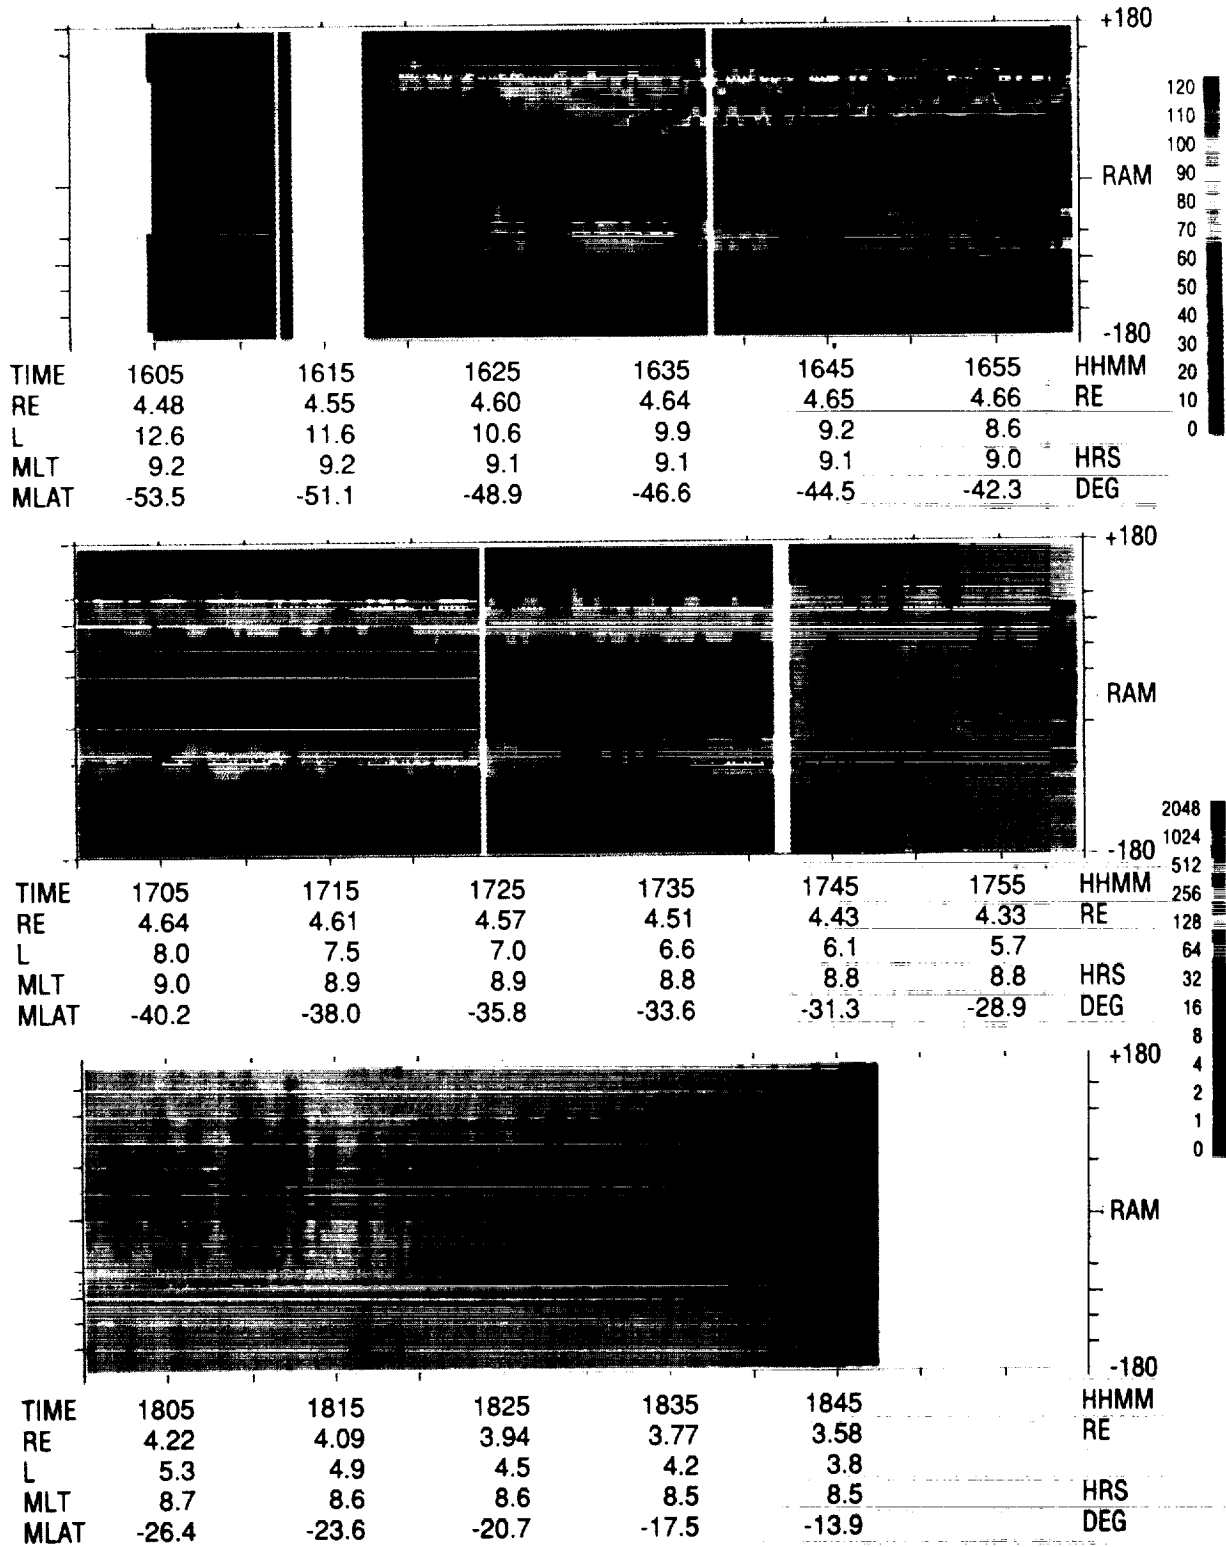 +180
120
110
100
90
80
70
60
50
40
30
20
10
0
RAM
-180
TIME 1605 1615 1625 1635 1645 1655 HHMM
RE 4.48 4.55 4.60 4.64 4.65 4.66 RE
L 12.6 11.6 10.6 9.9 9.2 8.6
MLT 9.2 9.2 9.1 9.1 9.1 9.0 HRS
MLAT -53.5 -51.1 -48.9 -46.6 -44.5 -42.3 DEG
+180
RAM
-180
2048
1024
512
256
128
64
32
16
8
4
2
1
0
TIME 1705 1715 1725 1735 1745 1755 HHMM
RE 4.64 4.61 4.57 4.51 4.43 4.33 RE
L 8.0 7.5 7.0 6.6 6.1 5.7
MLT 9.0 8.9 8.9 8.8 8.8 8.8 HRS
MLAT -40.2 -38.0 -35.8 -33.6 -31.3 -28.9 DEG
+180
RAM
-180
TIME 1805 1815 1825 1835 1845 HHMM
RE 4.22 4.09 3.94 3.77 3.58 RE
L 5.3 4.9 4.5 4.2 3.8
MLT 8.7 8.6 8.6 8.5 8.5 HRS
MLAT -26.4 -23.6 -20.7 -17.5 -13.9 DEG